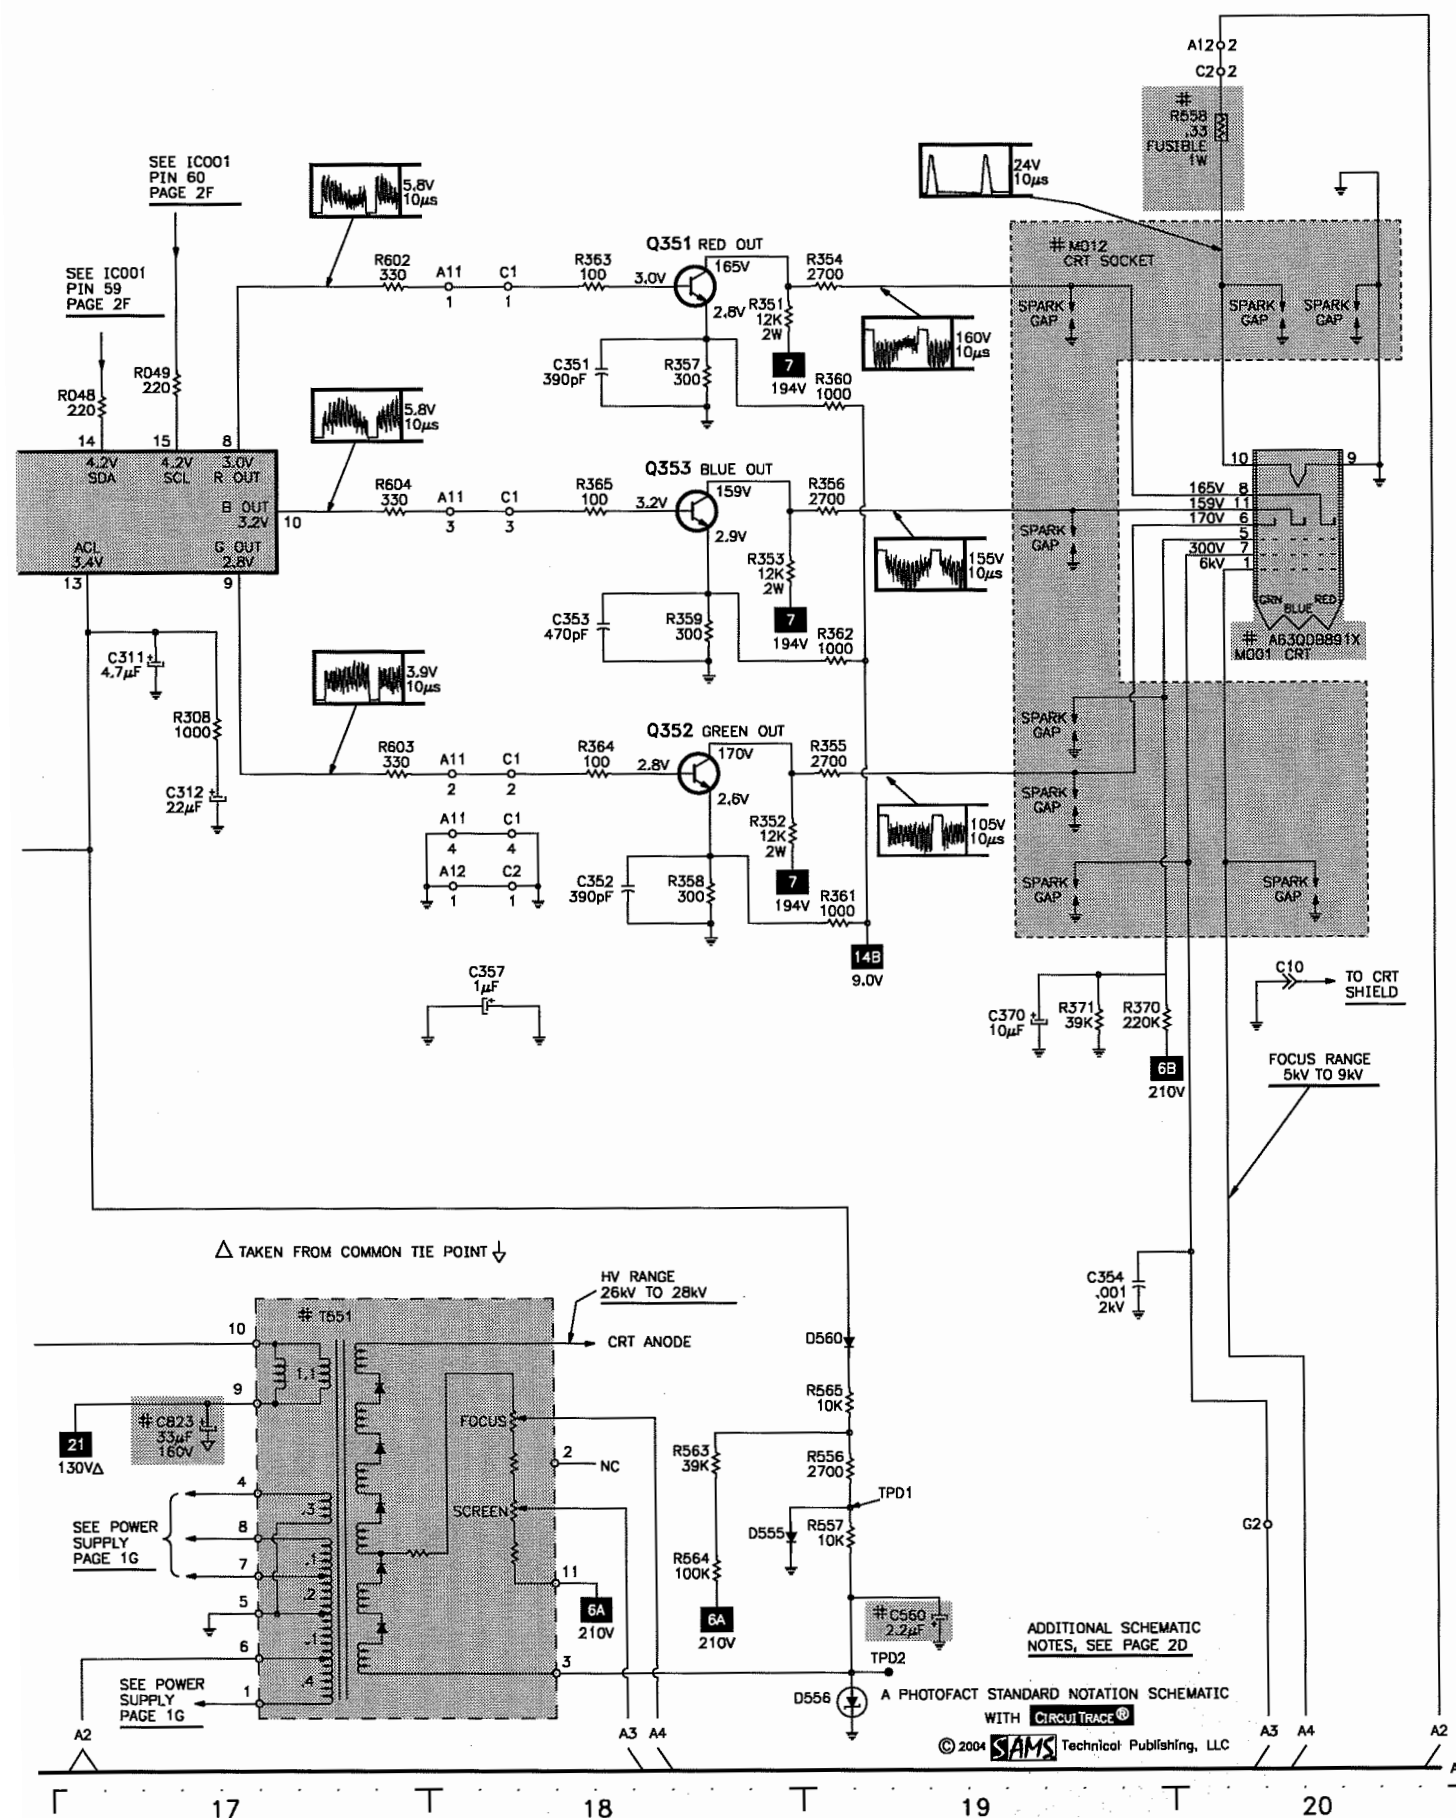 A12 2
C2 2
#
R558
.33
FUSIBLE
1W
SEE IC001
PIN 60
PAGE 2F
5.8V
10µs
24V
10µs
SEE IC001
PIN 59
PAGE 2F
R602
330
A11
1
C1
1
R363
100
Q351 RED OUT
3.0V
165V
2.8V
R354
2700
R351
12K
2W
7
194V
# M012
CRT SOCKET
SPARK
GAP
SPARK
GAP
SPARK
GAP
160V
10µs
C351
390pF
R357
300
R360
1000
R049
220
R048
220
5.8V
10µs
14
15
8
4.2V
SDA
4.2V
SCL
3.0V
R OUT
B OUT
3.2V
10
ACL
3.4V
G OUT
2.8V
13
9
R604
330
A11
3
C1
3
R365
100
Q353 BLUE OUT
3.2V
159V
2.9V
R356
2700
R353
12K
2W
7
194V
155V
10µs
SPARK
GAP
10
9
165V 8
159V 11
170V 6
5
300V 7
6kV 1
GRN
BLUE
RED
# A63QDB891X
M001 CRT
C353
470pF
R359
300
R362
1000
C311
4.7µF
R308
1000
C312
22µF
3.9V
10µs
R603
330
A11
2
C1
2
R364
100
Q352 GREEN OUT
2.8V
170V
2.6V
R355
2700
R352
12K
2W
7
194V
105V
10µs
SPARK
GAP
SPARK
GAP
SPARK
GAP
SPARK
GAP
A11
4
C1
4
A12
1
C2
1
C352
390pF
R358
300
R361
1000
14B
9.0V
C357
1µF
C370
10µF
R371
39K
R370
220K
6B
210V
C10
TO CRT
SHIELD
FOCUS RANGE
5kV TO 9kV
△ TAKEN FROM COMMON TIE POINT
HV RANGE
26kV TO 28kV
CRT ANODE
C354
.001
2kV
# T551
10
1.1
9
# C823
33µF
160V
21
130V△
4
.3
8
.1
7
.2
5
.1
6
.4
1
SEE POWER
SUPPLY
PAGE 1G
SEE POWER
SUPPLY
PAGE 1G
FOCUS
SCREEN
2
NC
11
6A
210V
3
D560
R565
10K
R563
39K
R556
2700
TPD1
D555
R557
10K
R564
100K
6A
210V
# C560
2.2µF
TPD2
D556
G2
ADDITIONAL SCHEMATIC
NOTES, SEE PAGE 2D
A PHOTOFACT STANDARD NOTATION SCHEMATIC
WITH CIRCUITRACE®
© 2004 SAMS Technical Publishing, LLC
A2
A3
A4
A3
A4
A2
A
17
18
19
20